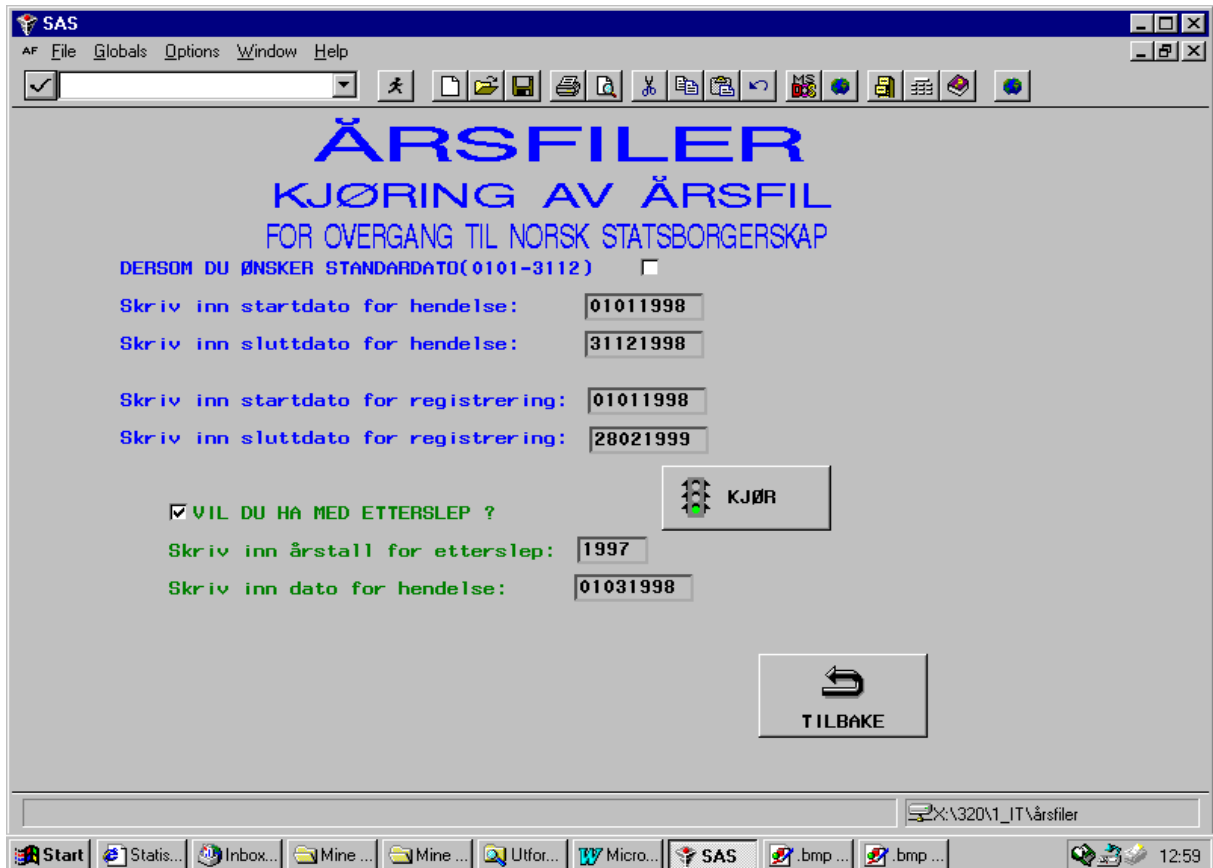 SAS
AF File Globals Options Window Help
MS DOS
ÅRSFILER
KJØRING AV ÅRSFIL
FOR OVERGANG TIL NORSK STATSBORGERSKAP
DERSOM DU ØNSKER STANDARDATO(0101-3112)
Skriv inn startdato for hendelse: 01011998
Skriv inn sluttdato for hendelse: 31121998
Skriv inn startdato for registrering: 01011998
Skriv inn sluttdato for registrering: 28021999
KJØR
VIL DU HA MED ETTERSLEP ?
Skriv inn årstall for etterslep: 1997
Skriv inn dato for hendelse: 01031998
TILBAKE
X:\320\1_IT\årsfiler
Start Statis... Inbox... Mine ... Mine ... Utfor... Micro... SAS .bmp ... .bmp ... 12:59